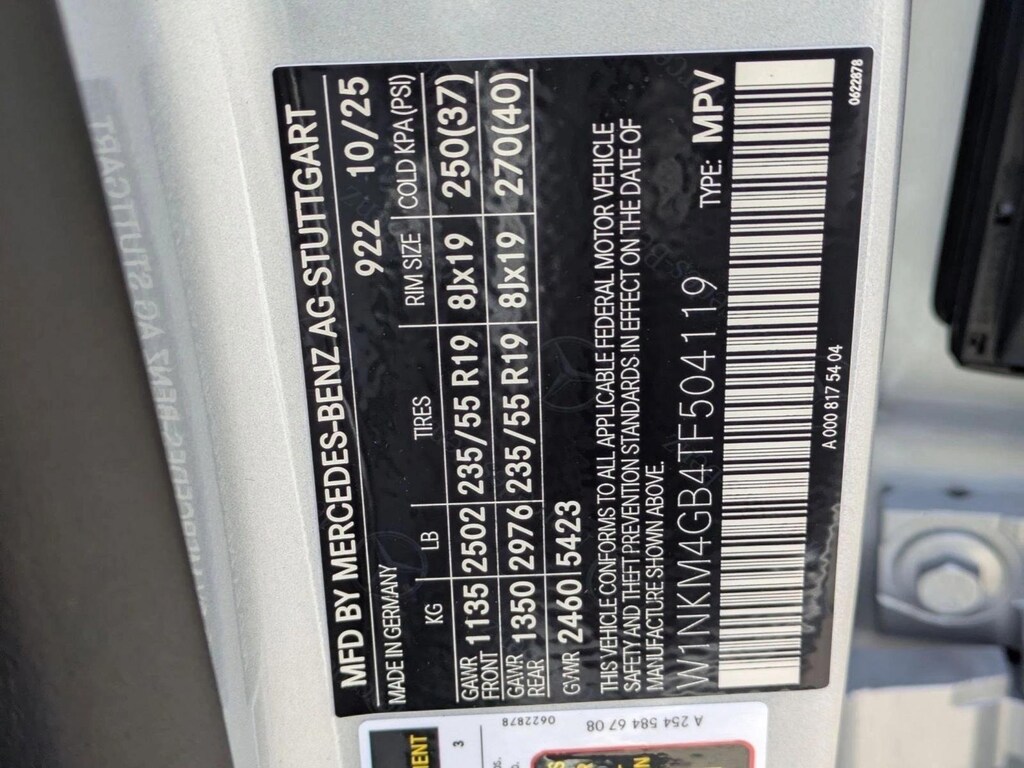 MFD BY MERCEDES-BENZ AG STUTTGART
MADE IN GERMANY 922 10/25
KG LB TIRES RIM SIZE COLD KPA (PSI)
GAWR FRONT 1135 2502 235/55 R19 8Jx19 250(37)
GAWR REAR 1350 2976 235/55 R19 8Jx19 270(40)
GVWR 2460 5423
THIS VEHICLE CONFORMS TO ALL APPLICABLE FEDERAL MOTOR VEHICLE
SAFETY AND THEFT PREVENTION STANDARDS IN EFFECT ON THE DATE OF
MANUFACTURE SHOWN ABOVE.
W1NKM4GB4TF504119 TYPE: MPV
A 000 817 54 04 0622878
A 254 584 67 08
0622878
3